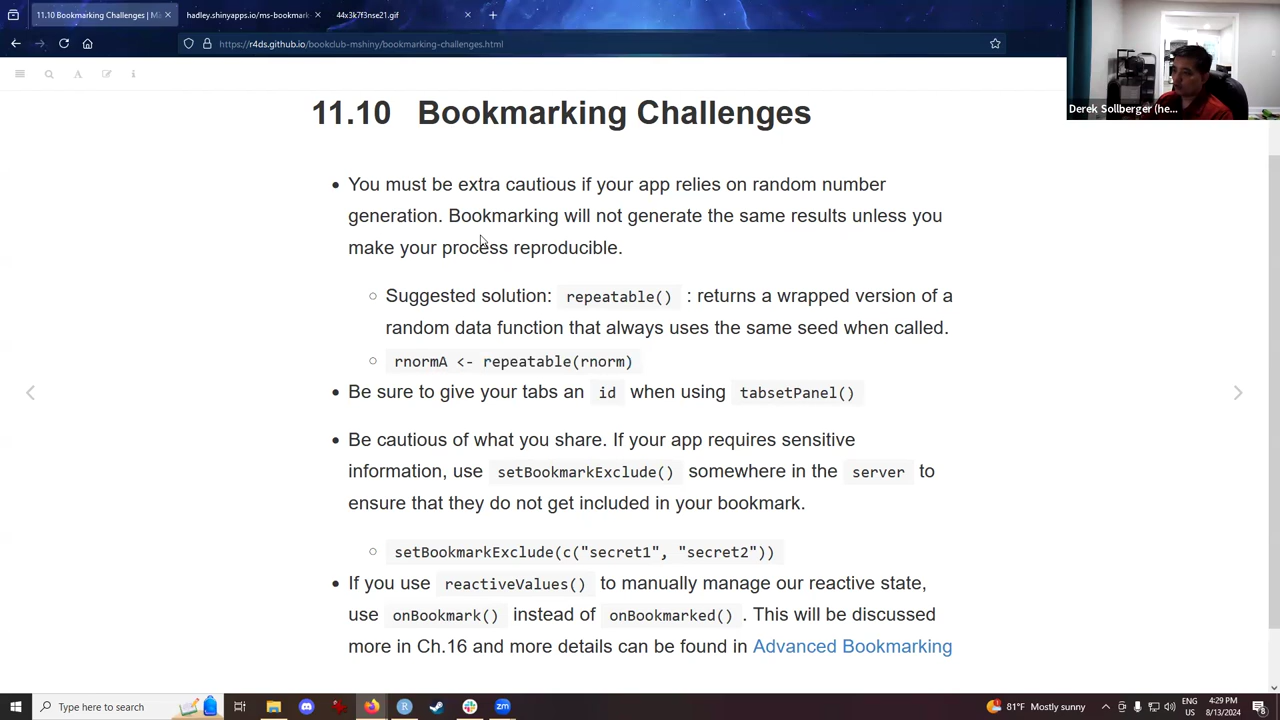 11.10 Bookmarking Challenges | Mi
hadley.shinyapps.io/ms-bookmark
44x3k7f3nse21.gif
https://r4ds.github.io/bookclub-mshiny/bookmarking-challenges.html
Derek Sollberger (he...
11.10 Bookmarking Challenges
You must be extra cautious if your app relies on random number
generation. Bookmarking will not generate the same results unless you
make your process reproducible.
Suggested solution: repeatable() : returns a wrapped version of a
random data function that always uses the same seed when called.
rnormA <- repeatable(rnorm)
Be sure to give your tabs an id when using tabsetPanel()
Be cautious of what you share. If your app requires sensitive
information, use setBookmarkExclude() somewhere in the server to
ensure that they do not get included in your bookmark.
setBookmarkExclude(c("secret1", "secret2"))
If you use reactiveValues() to manually manage our reactive state,
use onBookmark() instead of onBookmarked() . This will be discussed
more in Ch.16 and more details can be found in Advanced Bookmarking
Type here to search
81°F Mostly sunny
ENG
US
4:29 PM
8/13/2024